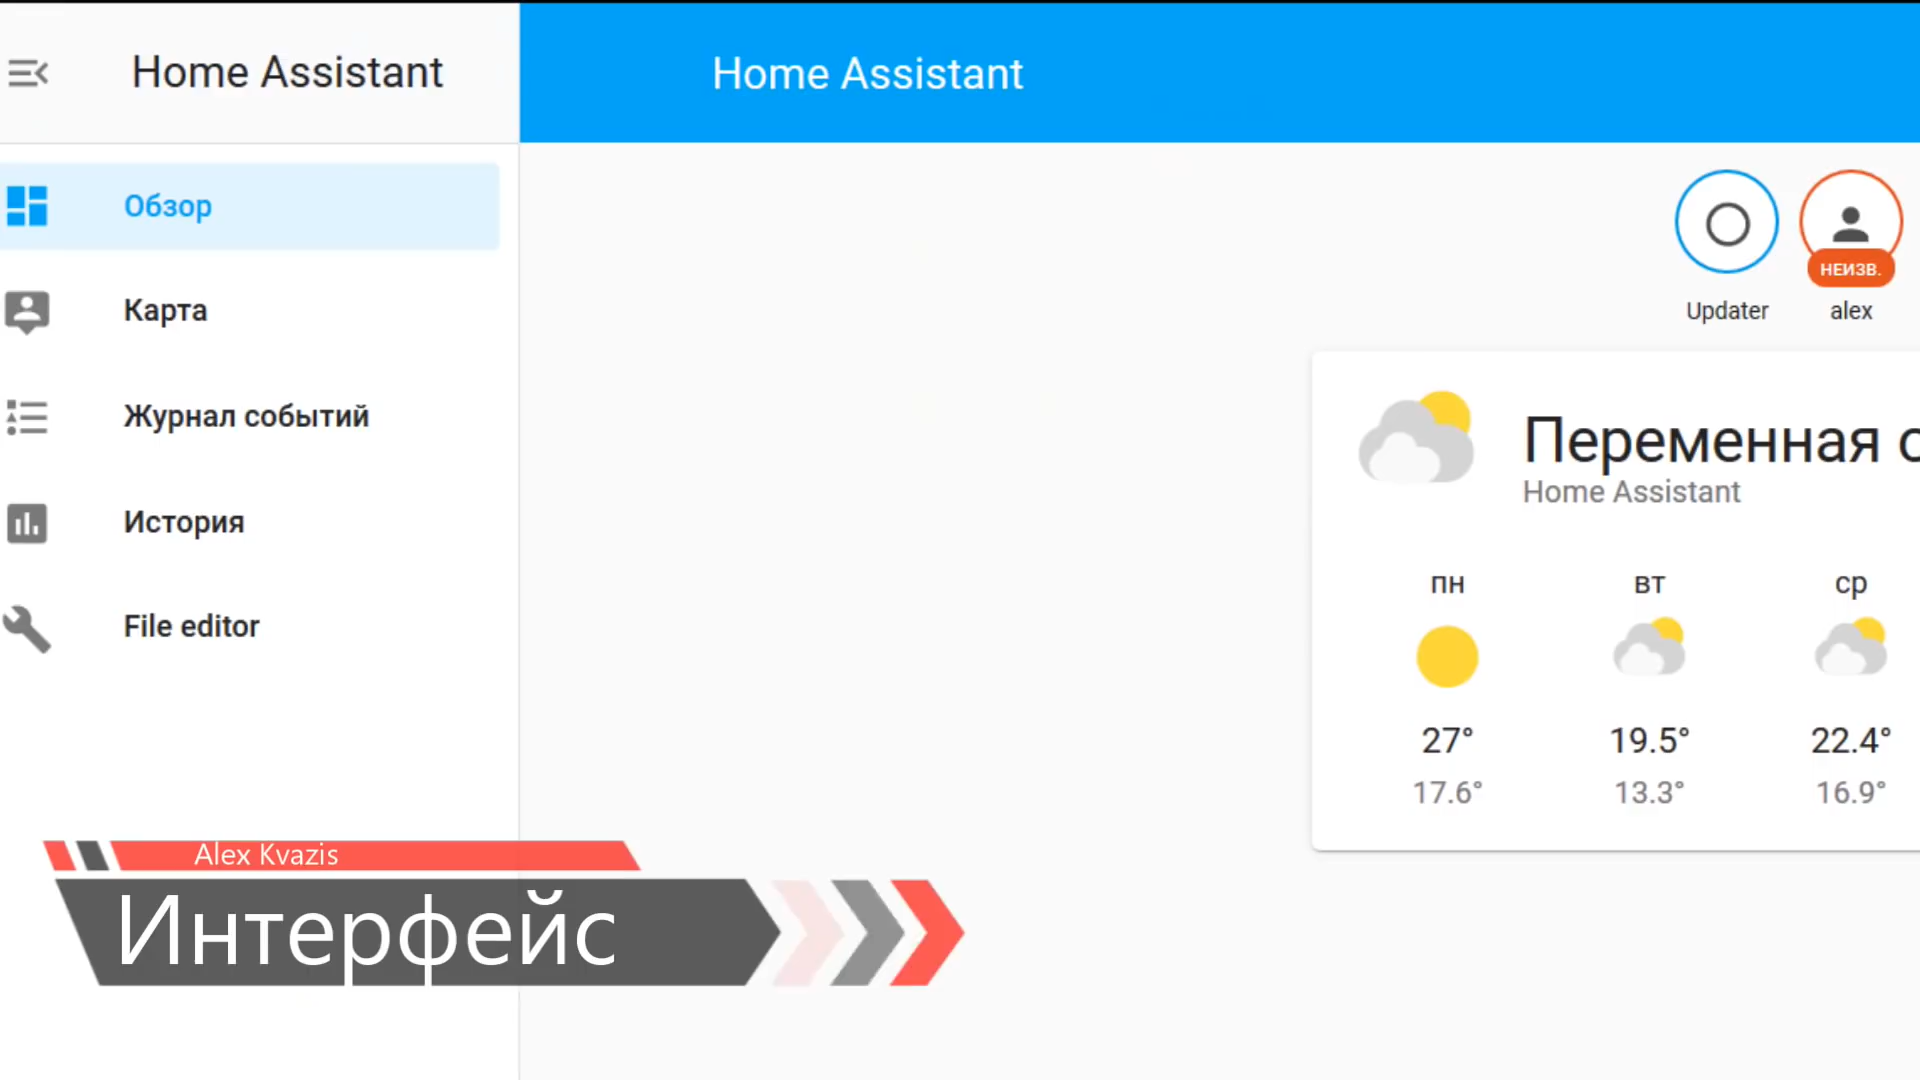 Home Assistant
Home Assistant
Обзор
Карта
Журнал событий
История
File editor
НЕИЗВ.
Updater alex
Переменная о
Home Assistant
пн вт ср
27° 19.5° 22.4°
17.6° 13.3° 16.9°
Alex Kvazis
Интерфейс